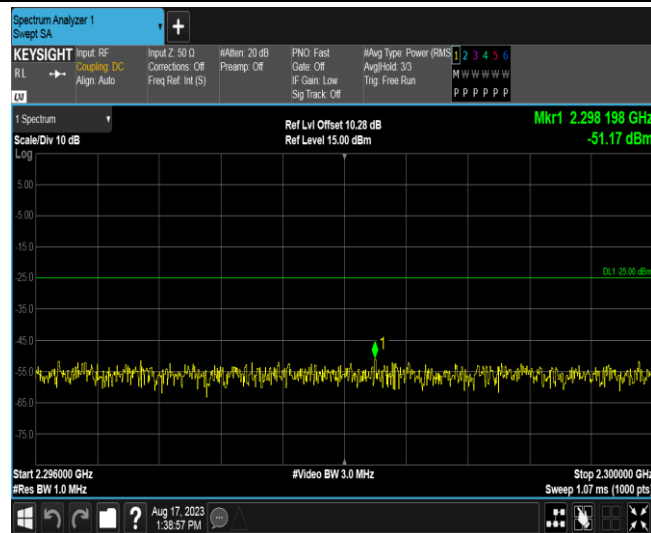 Spectrum Analyzer 1
Swept SA
+
KEYSIGHT
RL
LXI
Input: RF
Coupling: DC
Align: Auto
Input Z: 50 Ω
Corrections: Off
Freq Ref: Int (S)
#Atten: 20 dB
Preamp: Off
PNO: Fast
Gate: Off
IF Gain: Low
Sig Track: Off
#Avg Type: Power (RMS
Avg|Hold: 3/3
Trig: Free Run
1 2 3 4 5 6
M W W W W W
P P P P P P
1 Spectrum
Scale/Div 10 dB
Log
Ref Lvl Offset 10.28 dB
Ref Level 15.00 dBm
Mkr1 2.298 198 GHz
-51.17 dBm
5.00
-5.00
-15.0
-25.0
DL1 -25.00 dBm
-35.0
-45.0
1
-55.0
-65.0
-75.0
Start 2.296000 GHz
#Video BW 3.0 MHz
Stop 2.300000 GHz
#Res BW 1.0 MHz
Sweep 1.07 ms (1000 pts)
?
Aug 17, 2023
1:38:57 PM